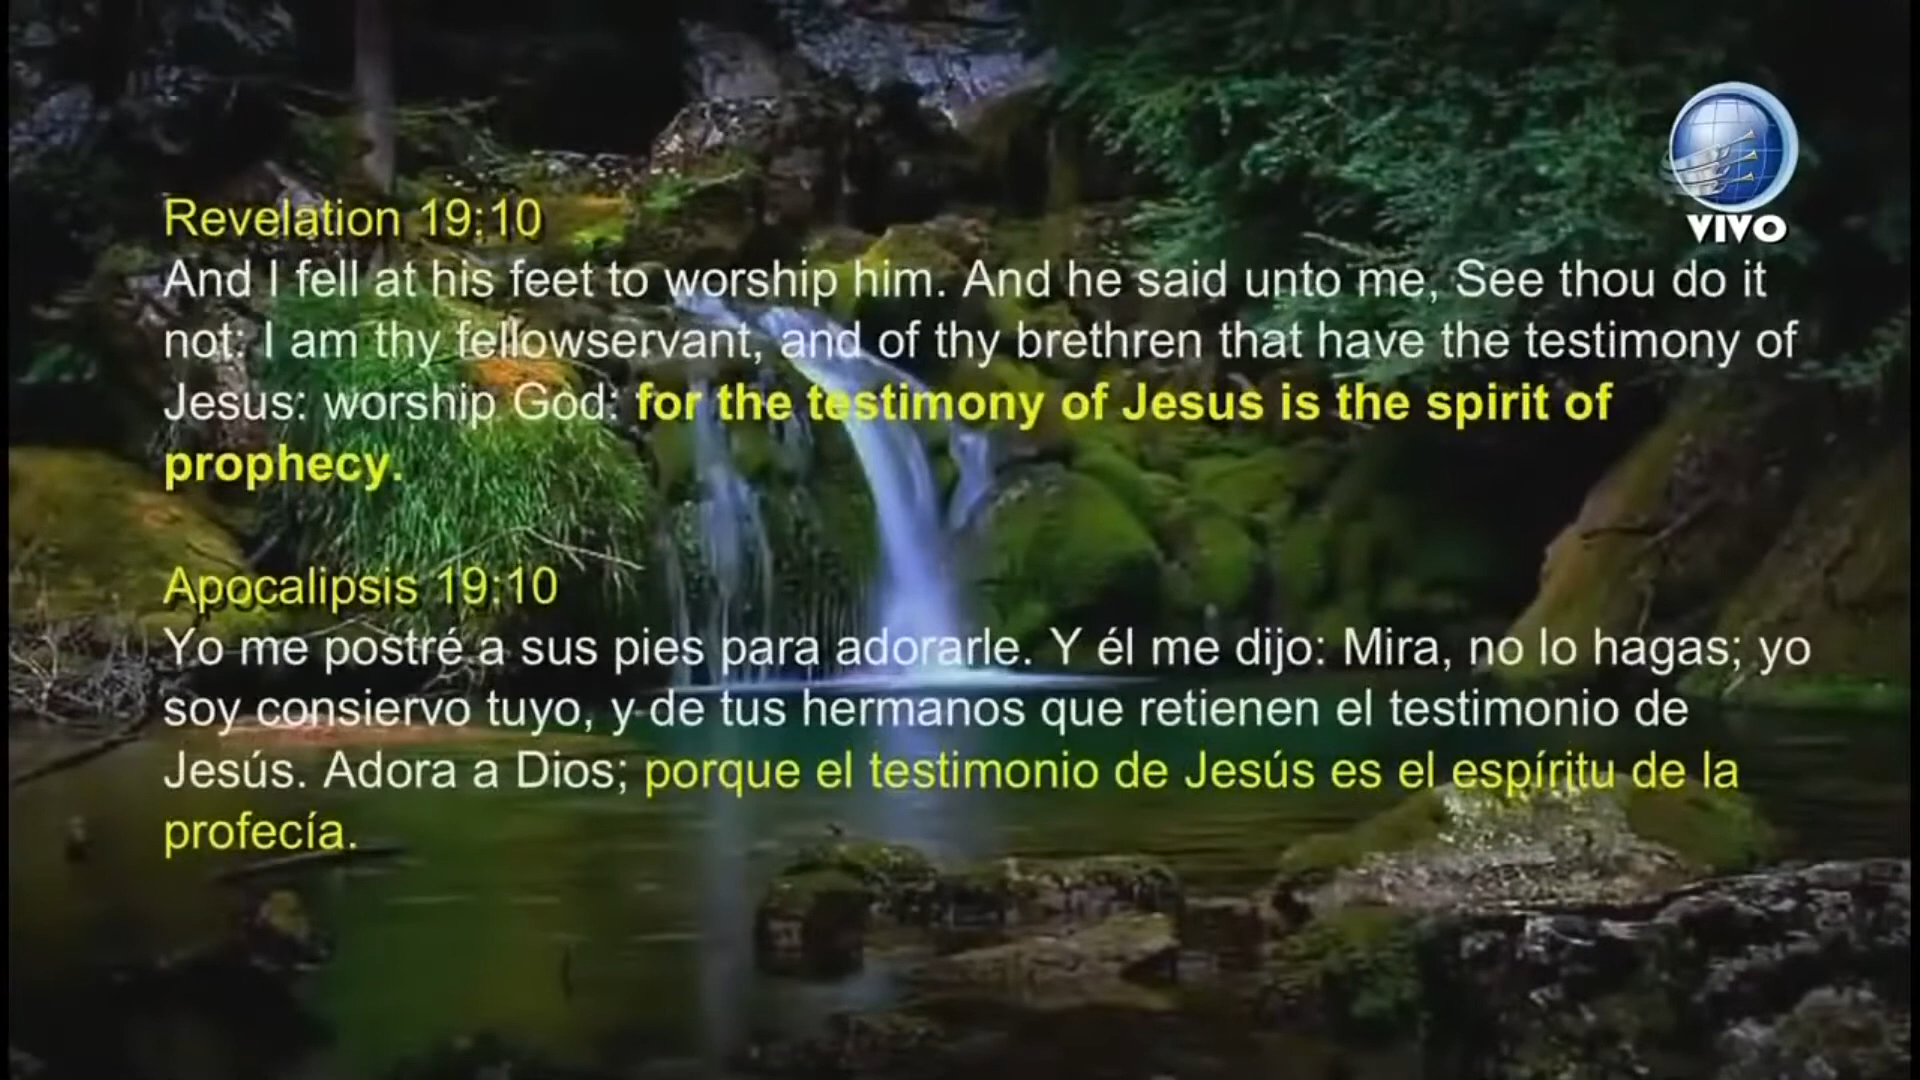 VIVO
Revelation 19:10
And I fell at his feet to worship him. And he said unto me, See thou do it
not: I am thy fellowservant, and of thy brethren that have the testimony of
Jesus: worship God: for the testimony of Jesus is the spirit of
prophecy.
Apocalipsis 19:10
Yo me postré a sus pies para adorarle. Y él me dijo: Mira, no lo hagas; yo
soy consiervo tuyo, y de tus hermanos que retienen el testimonio de
Jesús. Adora a Dios; porque el testimonio de Jesús es el espíritu de la
profecía.